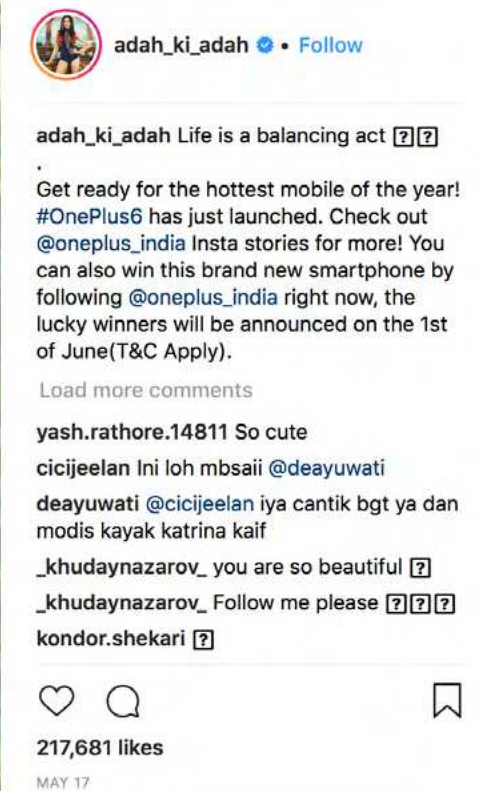 adah_ki_adah • Follow
adah_ki_adah Life is a balancing act ⍰⍰
.
Get ready for the hottest mobile of the year!
#OnePlus6 has just launched. Check out
@oneplus_india Insta stories for more! You
can also win this brand new smartphone by
following @oneplus_india right now, the
lucky winners will be announced on the 1st
of June(T&C Apply).
Load more comments
yash.rathore.14811 So cute
cicijeelan Ini loh mbsaii @deayuwati
deayuwati @cicijeelan iya cantik bgt ya dan
modis kayak katrina kaif
_khudaynazarov_ you are so beautiful ⍰
_khudaynazarov_ Follow me please ⍰⍰⍰
kondor.shekari ⍰
217,681 likes
MAY 17